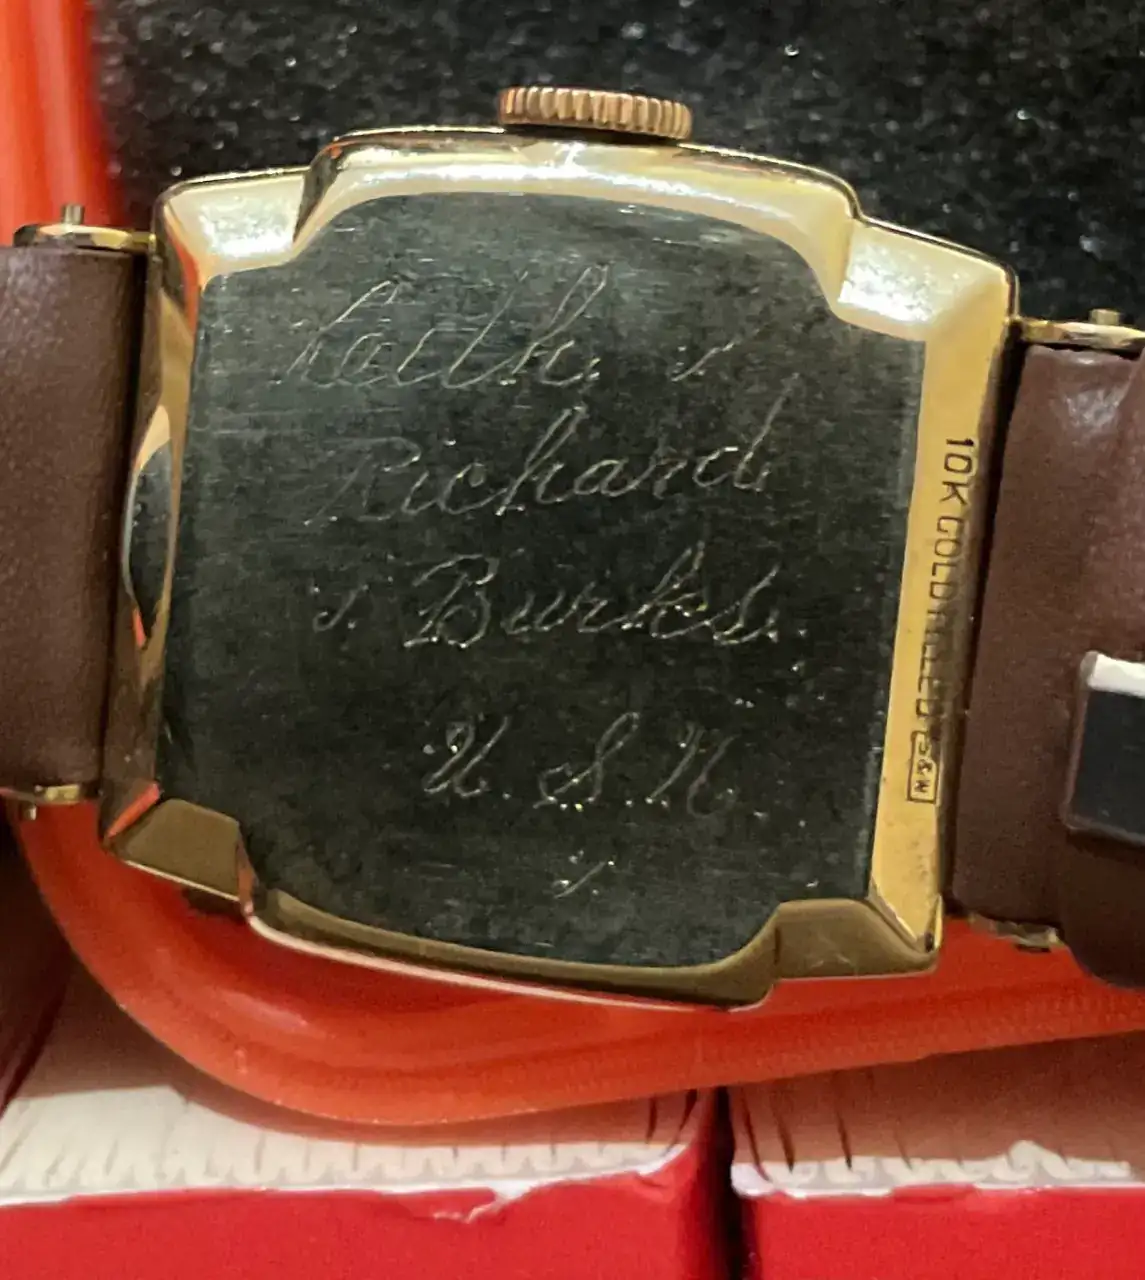 Richard
Burks.
U.S.N.
10K GOLD FILLED S&W